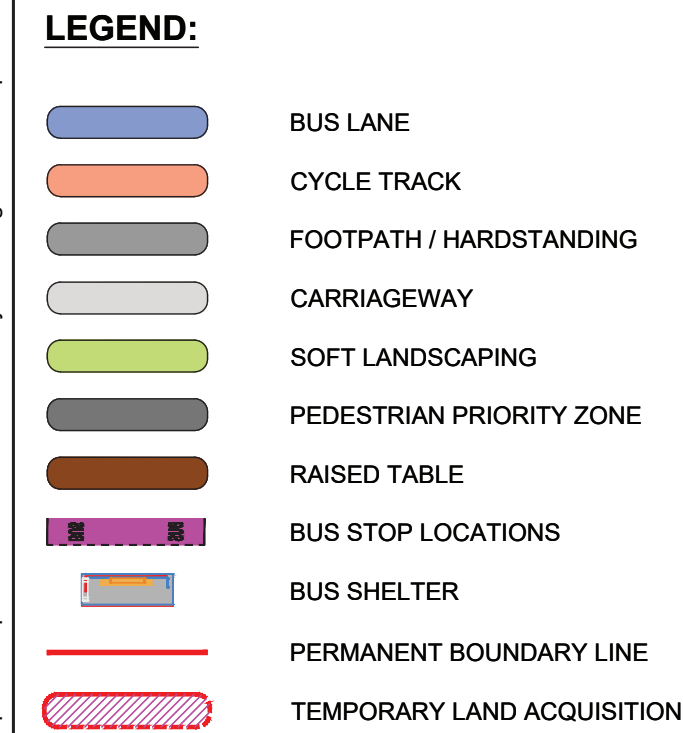 LEGEND:
BUS LANE
CYCLE TRACK
FOOTPATH / HARDSTANDING
CARRIAGEWAY
SOFT LANDSCAPING
PEDESTRIAN PRIORITY ZONE
RAISED TABLE
BUS STOP LOCATIONS
BUS SHELTER
PERMANENT BOUNDARY LINE
TEMPORARY LAND ACQUISITION